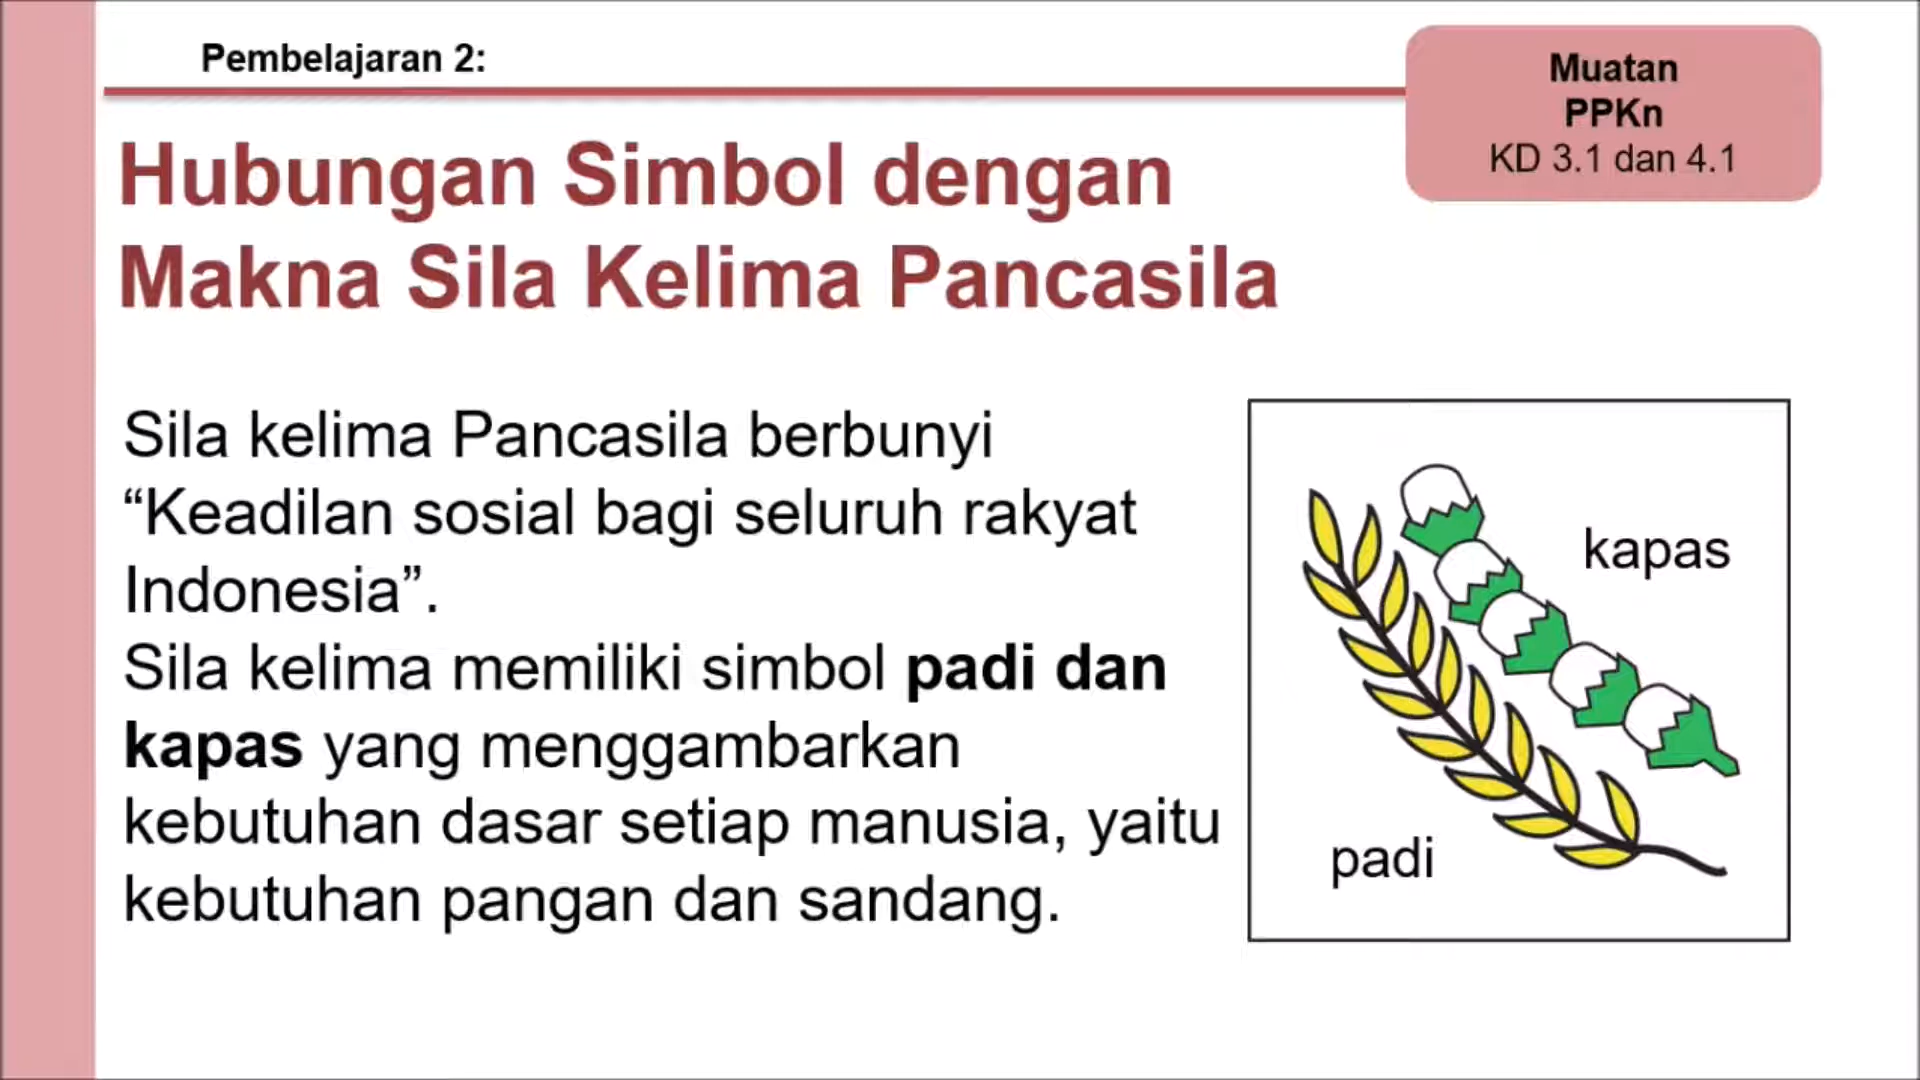 Pembelajaran 2:
Muatan
PPKn
KD 3.1 dan 4.1
Hubungan Simbol dengan
Makna Sila Kelima Pancasila
Sila kelima Pancasila berbunyi
“Keadilan sosial bagi seluruh rakyat
Indonesia”.
Sila kelima memiliki simbol padi dan
kapas yang menggambarkan
kebutuhan dasar setiap manusia, yaitu
kebutuhan pangan dan sandang.
kapas
padi